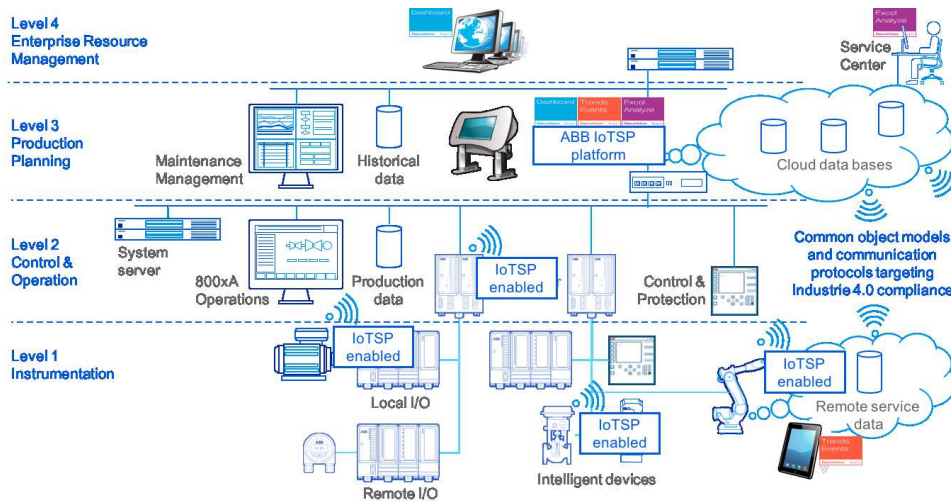 Level 4
Enterprise Resource
Management
Dashboard
Excel
Analyze
Service
Center
Level 3
Production
Planning
Maintenance
Management
Historical
data
Dashboard
Trends
Events
Excel
Analyze
ABB IoTSP
platform
Cloud data bases
Level 2
Control &
Operation
System
server
800xA
Operations
Production
data
IoTSP
enabled
Control &
Protection
Common object models
and communication
protocols targeting
Industrie 4.0 compliance
Level 1
Instrumentation
IoTSP
enabled
Local I/O
Remote I/O
IoTSP
enabled
Intelligent devices
IoTSP
enabled
Remote service
data
Trends
Events